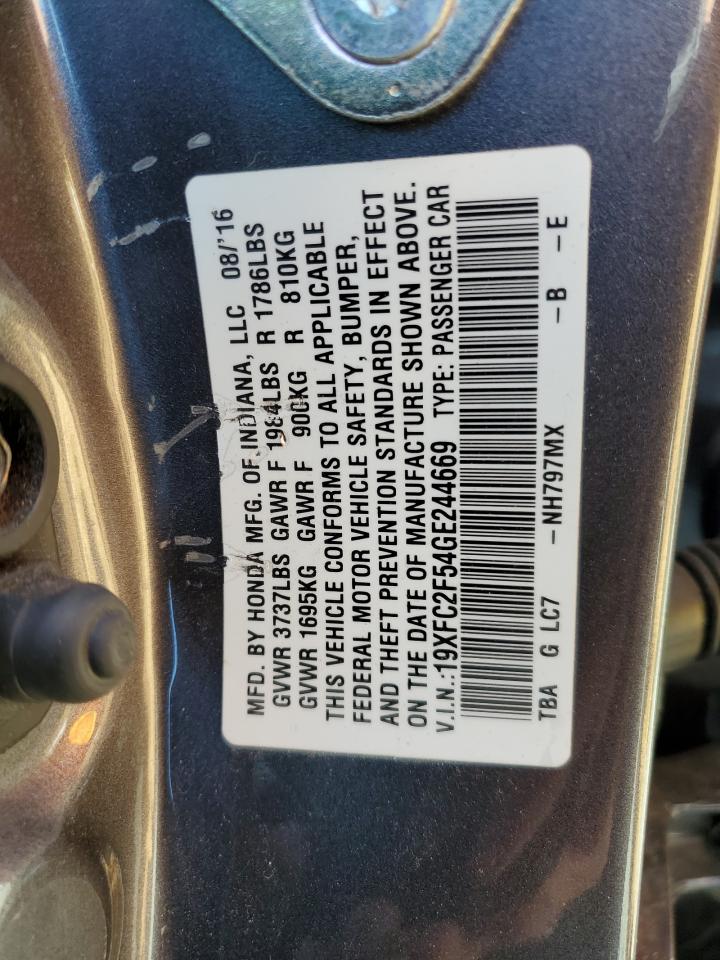 MFD. BY HONDA MFG. OF INDIANA, LLC 08/'16
GVWR 3737LBS GAWR F 1984LBS R 1786LBS
GVWR 1695KG GAWR F 900KG R 810KG
THIS VEHICLE CONFORMS TO ALL APPLICABLE
FEDERAL MOTOR VEHICLE SAFETY, BUMPER,
AND THEFT PREVENTION STANDARDS IN EFFECT
ON THE DATE OF MANUFACTURE SHOWN ABOVE.
V.I.N.:19XFC2F54GE244669 TYPE: PASSENGER CAR
TBA G LC7 -NH797MX -B -E